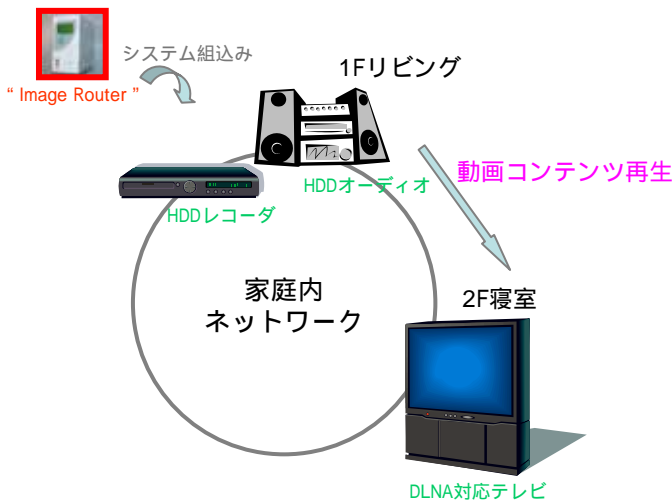 システム組込み
“ Image Router ”
1Fリビング
動画コンテンツ再生
HDDオーディオ
HDDレコーダ
家庭内
ネットワーク
2F寝室
DLNA対応テレビ